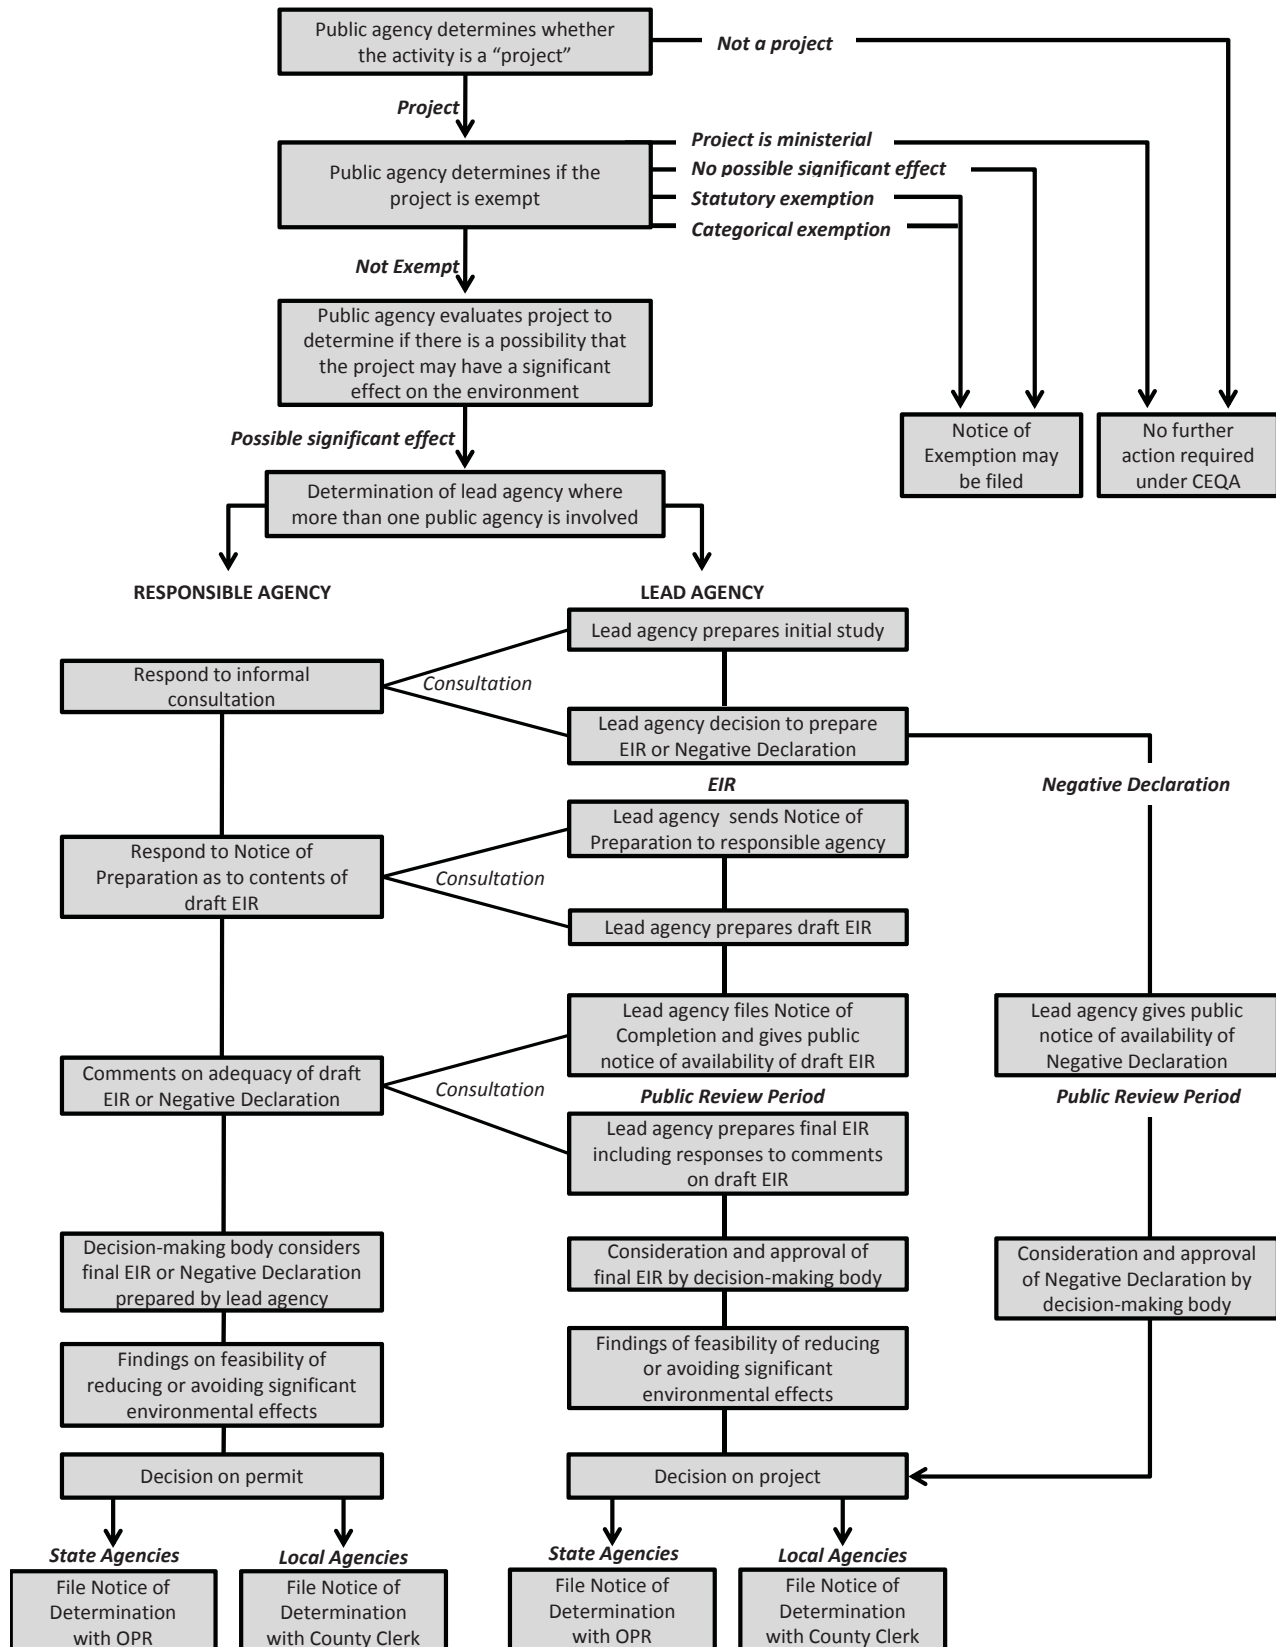 Public agency determines whether
the activity is a “project”
Not a project
Project
Public agency determines if the
project is exempt
Project is ministerial
No possible significant effect
Statutory exemption
Categorical exemption
Not Exempt
Public agency evaluates project to
determine if there is a possibility that
the project may have a significant
effect on the environment
Notice of
Exemption may
be filed
No further
action required
under CEQA
Possible significant effect
Determination of lead agency where
more than one public agency is involved
RESPONSIBLE AGENCY
LEAD AGENCY
Lead agency prepares initial study
Respond to informal
consultation
Consultation
Lead agency decision to prepare
EIR or Negative Declaration
EIR
Negative Declaration
Lead agency sends Notice of
Preparation to responsible agency
Respond to Notice of
Preparation as to contents of
draft EIR
Consultation
Lead agency prepares draft EIR
Lead agency files Notice of
Completion and gives public
notice of availability of draft EIR
Lead agency gives public
notice of availability of
Negative Declaration
Comments on adequacy of draft
EIR or Negative Declaration
Consultation
Public Review Period
Public Review Period
Lead agency prepares final EIR
including responses to comments
on draft EIR
Decision-making body considers
final EIR or Negative Declaration
prepared by lead agency
Consideration and approval of
final EIR by decision-making body
Consideration and approval
of Negative Declaration by
decision-making body
Findings on feasibility of
reducing or avoiding significant
environmental effects
Findings of feasibility of reducing
or avoiding significant
environmental effects
Decision on permit
Decision on project
State Agencies
Local Agencies
State Agencies
Local Agencies
File Notice of
Determination
with OPR
File Notice of
Determination
with County Clerk
File Notice of
Determination
with OPR
File Notice of
Determination
with County Clerk